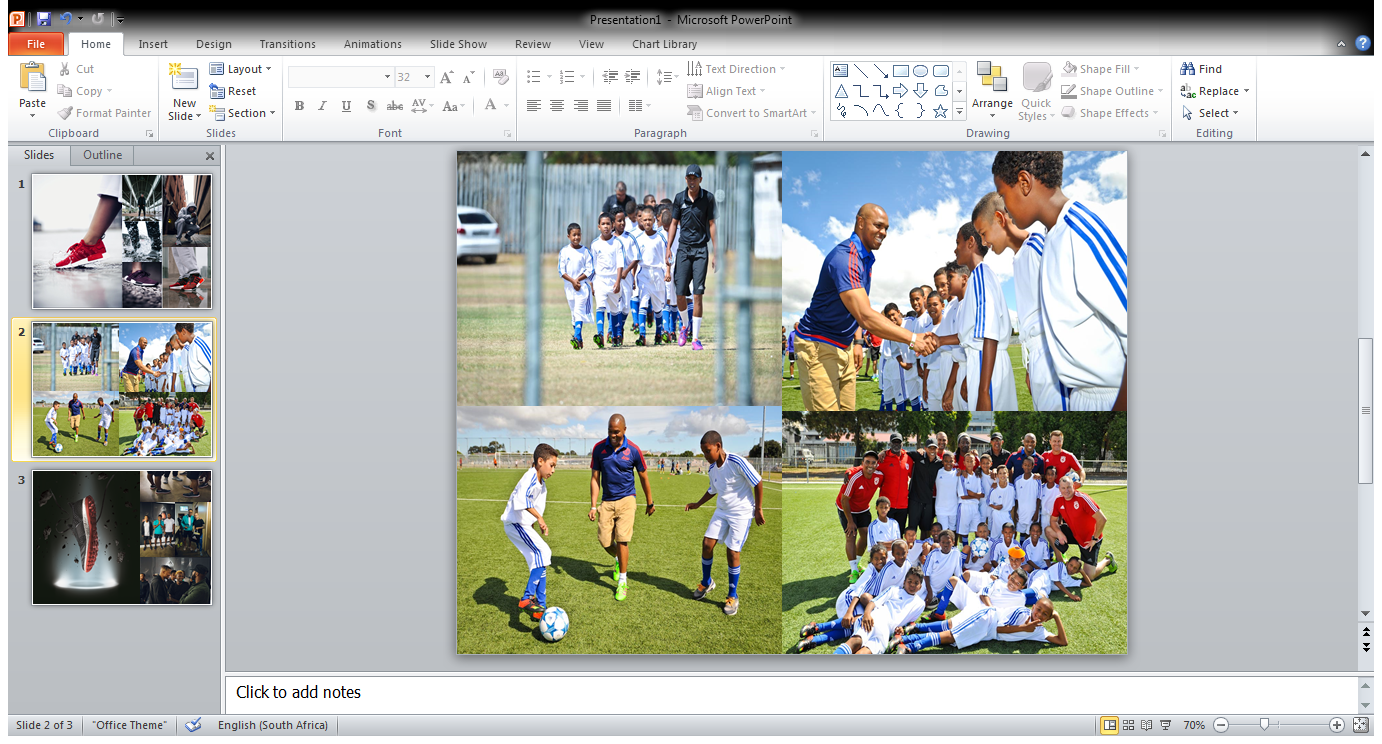 Presentation1 - Microsoft PowerPoint
File Home Insert Design Transitions Animations Slide Show Review View Chart Library
Paste
Cut
Copy
Format Painter
Clipboard
New
Slide
Layout
Reset
Section
Slides
32
Font
Text Direction
Align Text
Convert to SmartArt
Paragraph
Arrange
Quick
Styles
Shape Fill
Shape Outline
Shape Effects
Drawing
Find
Replace
Select
Editing
Slides Outline
1
2
3
Click to add notes
Slide 2 of 3 "Office Theme" English (South Africa) 70%